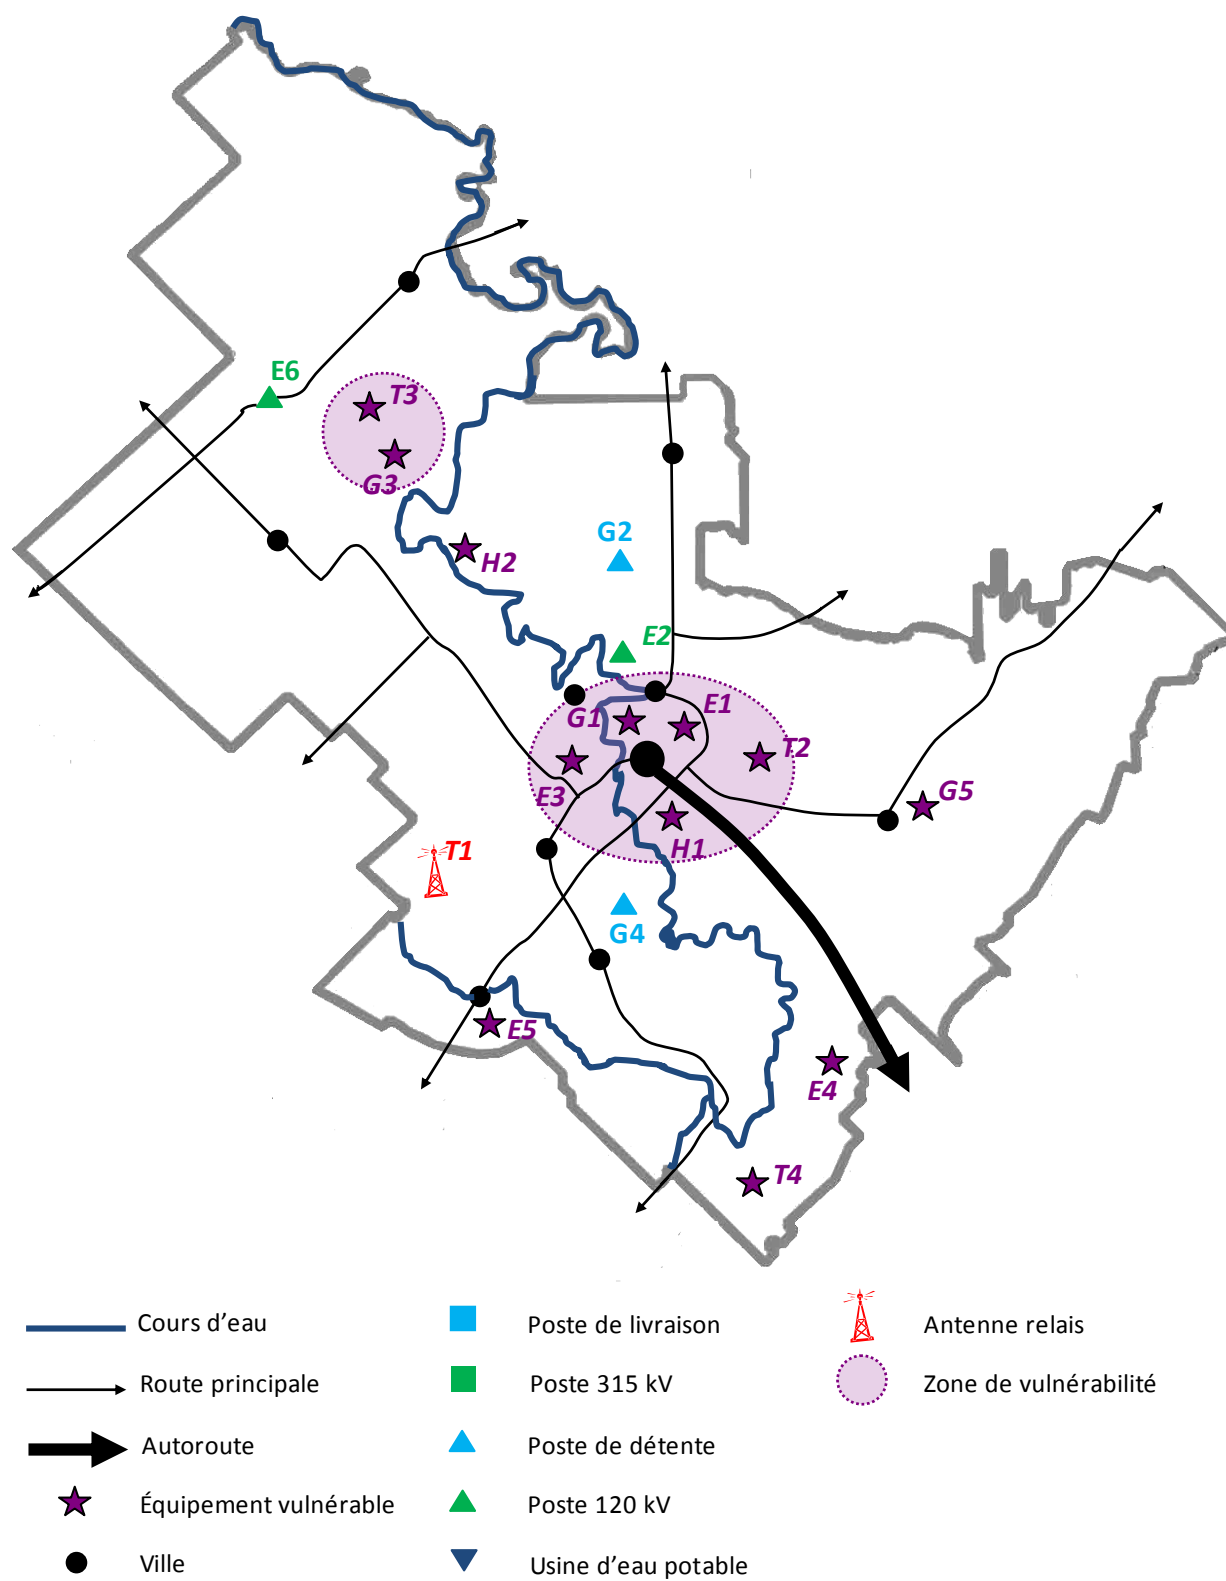 E6
T3
G3
H2
G2
E2
G1
E1
T2
E3
H1
G5
T1
G4
E5
E4
T4
Cours d'eau
Poste de livraison
Antenne relais
Route principale
Poste 315 kV
Zone de vulnérabilité
Autoroute
Poste de détente
Équipement vulnérable
Poste 120 kV
Ville
Usine d'eau potable